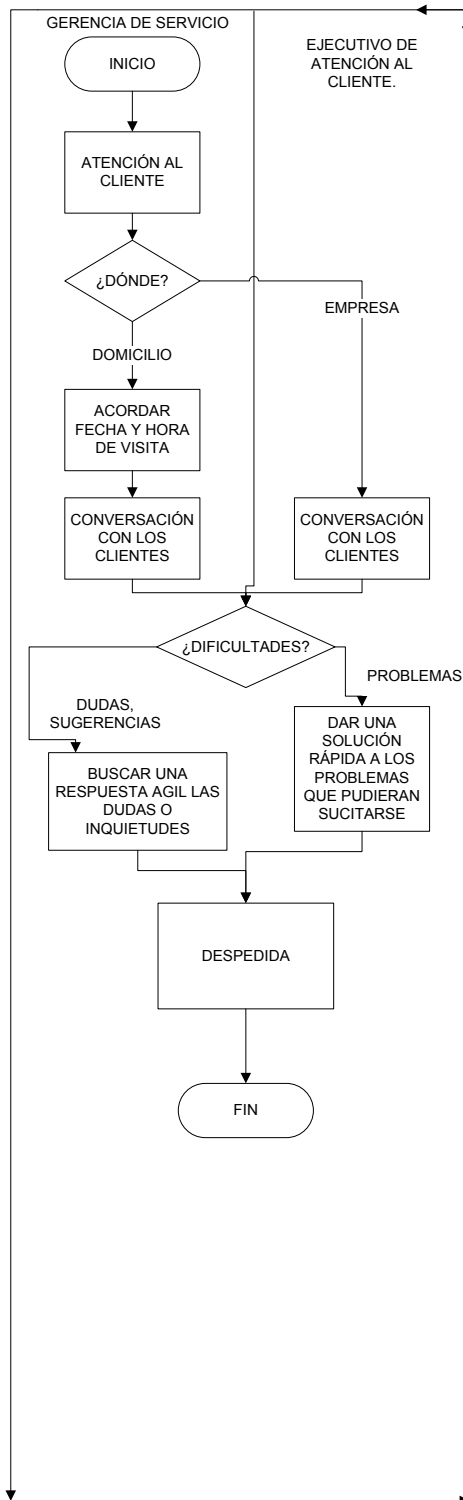 GERENCIA DE SERVICIO
EJECUTIVO DE
ATENCIÓN AL
CLIENTE.
INICIO
ATENCIÓN AL
CLIENTE
¿DÓNDE?
EMPRESA
DOMICILIO
ACORDAR
FECHA Y HORA
DE VISITA
CONVERSACIÓN
CON LOS
CLIENTES
CONVERSACIÓN
CON LOS
CLIENTES
¿DIFICULTADES?
PROBLEMAS
DUDAS,
SUGERENCIAS
DAR UNA
SOLUCIÓN
RÁPIDA A LOS
PROBLEMAS
QUE PUDIERAN
SUCITARSE
BUSCAR UNA
RESPUESTA AGIL LAS
DUDAS O
INQUIETUDES
DESPEDIDA
FIN